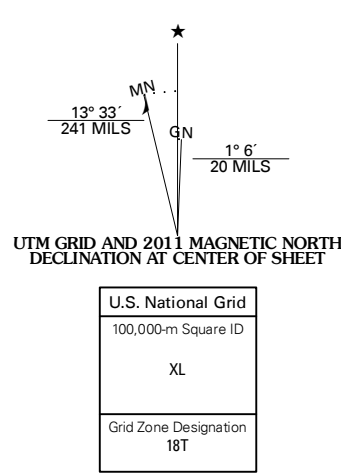 ★
MN
GN
13° 33´
241 MILS
1° 6´
20 MILS
UTM GRID AND 2011 MAGNETIC NORTH
DECLINATION AT CENTER OF SHEET
U.S. National Grid
100,000-m Square ID
XL
Grid Zone Designation
18T